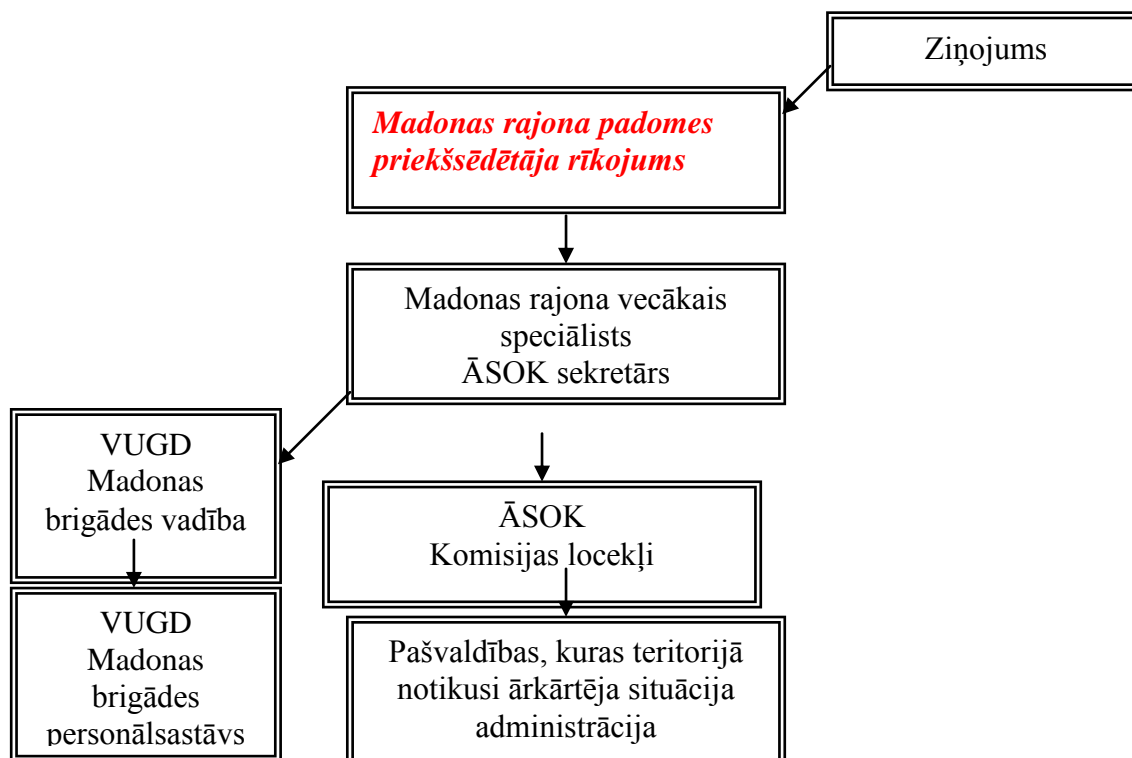 Ziņojums
Madonas rajona padomes
priekšsēdētāja rīkojums
Madonas rajona vecākais
speciālists
ĀSOK sekretārs
VUGD
Madonas
brigādes vadība
ĀSOK
Komisijas locekļi
VUGD
Madonas
brigādes
personālsastāvs
Pašvaldības, kuras teritorijā
notikusi ārkārtēja situācija
administrācija